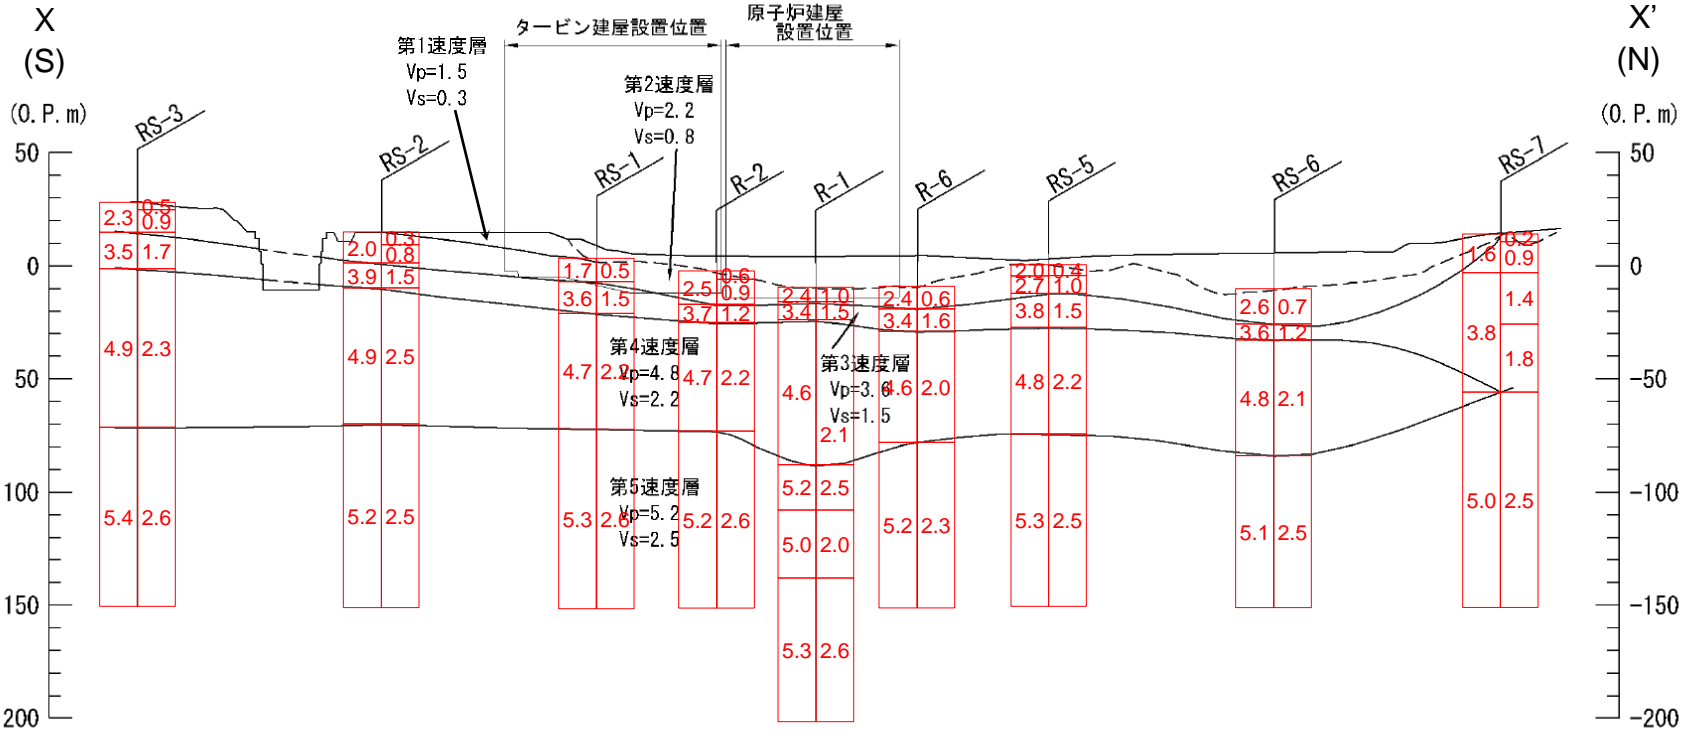 X
(S)
(O.P.m)
X'
(N)
(O.P.m)
タービン建屋設置位置
原子炉建屋
設置位置
第1速度層
Vp=1.5
Vs=0.3
第2速度層
Vp=2.2
Vs=0.8
RS-3
RS-2
RS-1
R-2
R-1
R-6
RS-5
RS-6
RS-7
50
0
50
100
150
200
50
0
-50
-100
-150
-200
2.3 0.5
0.9
3.5 1.7
4.9 2.3
5.4 2.6
2.0 0.3
0.8
3.9 1.5
4.9 2.5
5.2 2.5
1.7 0.5
3.6 1.5
4.7 2.2
5.3 2.6
2.5 0.6
0.9
3.7 1.2
4.7 2.2
5.2 2.6
2.4 1.0
3.4 1.5
4.6 2.1
5.2 2.5
5.0 2.0
5.3 2.6
2.4 0.6
3.4 1.6
4.6 2.0
5.2 2.3
2.0 0.4
2.7 1.0
3.8 1.5
4.8 2.2
5.3 2.5
2.6 0.7
3.6 1.2
4.8 2.1
5.1 2.5
1.6 0.2
0.9
3.8 1.4
1.8
5.0 2.5
第4速度層
Vp=4.8
Vs=2.2
第3速度層
Vp=3.6
Vs=1.5
第5速度層
Vp=5.2
Vs=2.5